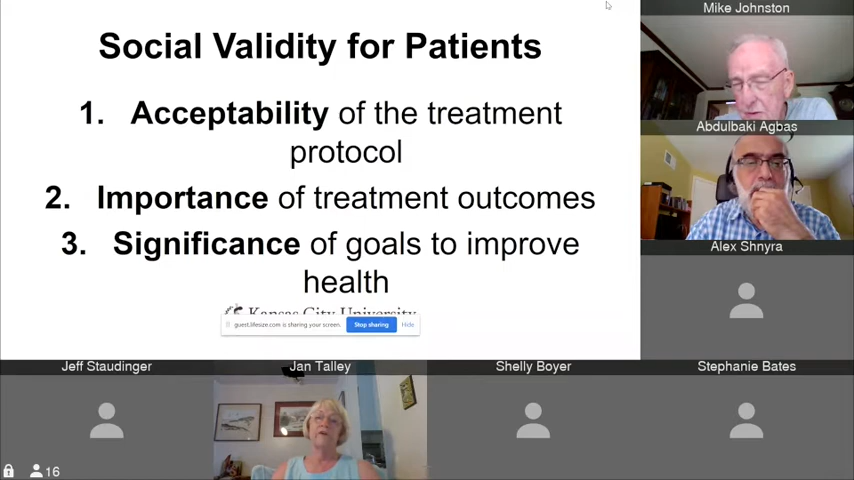 Social Validity for Patients
1. Acceptability of the treatment
protocol
2. Importance of treatment outcomes
3. Significance of goals to improve
health
Kansas City University
guest.lifesize.com is sharing your screen.
Stop sharing
Hide
Mike Johnston
Abdulbaki Agbas
Alex Shnyra
Jeff Staudinger
Jan Talley
Shelly Boyer
Stephanie Bates
16